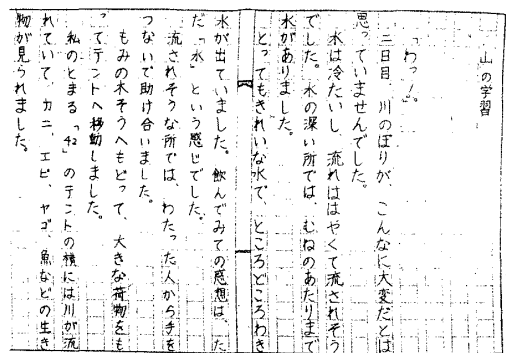 山の学習
「わっ!。」
二日目、川のぼりが、こんなに大変だとは
思っていませんでした。
水は冷たいし、流れははやくて流されそう
でした。水の深い所では、むねのあたりまで
水がありました。
とってもきれいな水で、ところどころわき
水が出ていました。飲んでみての感想は、た
だ「水」という感じでした。
流されそうな所では、わたった人から手を
つないで助け合いました。
もみの木そうへもどって、大きな荷物をも
ってテントへ移動しました。
私のとまる「42」のテントの横には川が流
れていて、カニ、エビ、ヤゴ、魚などの生き
物が見られました。